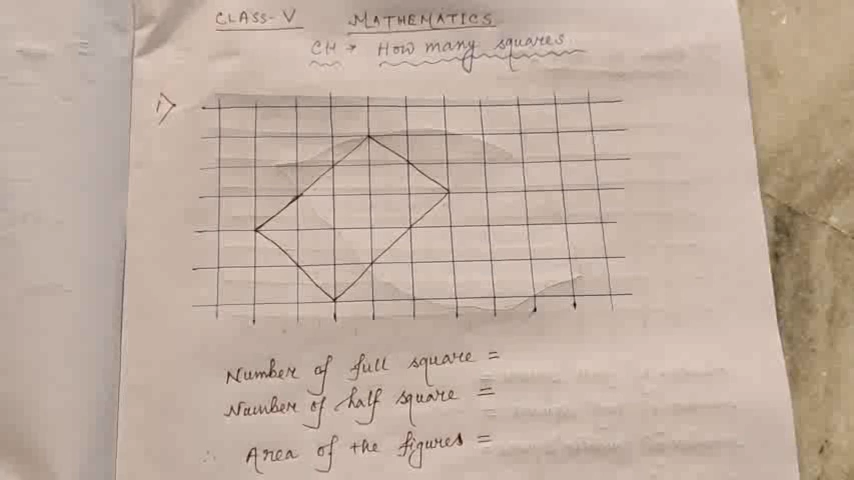 CLASS-V MATHEMATICS
CH → How many squares
1)
Number of full square =
Number of half square =
∴ Area of the figures =